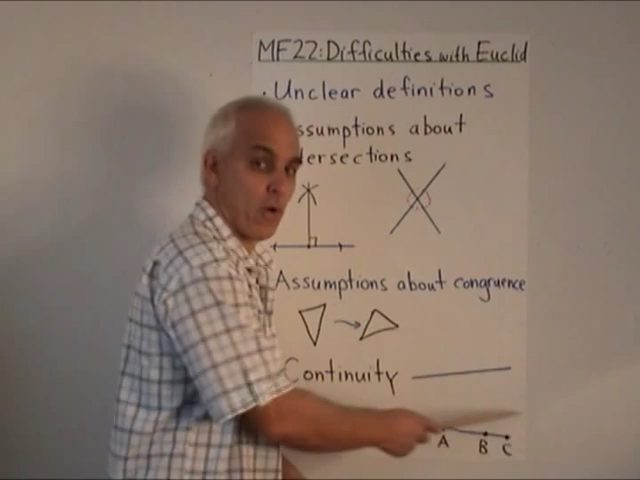 MF22: Difficulties with Euclid
· Unclear definitions
ssumptions about
ersections
Assumptions about congruence
Continuity
A B C